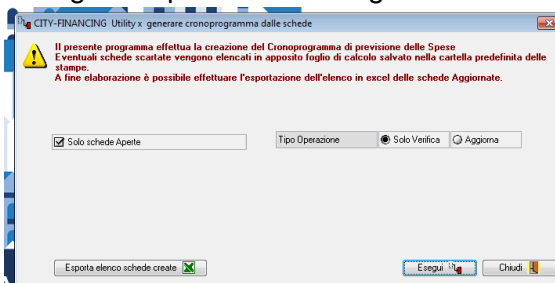 CITY-FINANCING Utility x generare cronoprogramma dalle schede
Il presente programma effettua la creazione del Cronoprogramma di previsione delle Spese
Eventuali schede scartate vengono elencati in apposito foglio di calcolo salvato nella cartella predefinita delle
stampe.
A fine elaborazione è possibile effettuare l'esportazione dell'elenco in excel delle schede Aggiornate.
Solo schede Aperte
Tipo Operazione
Solo Verifica
Aggiorna
Esporta elenco schede create
Esegui
Chiudi